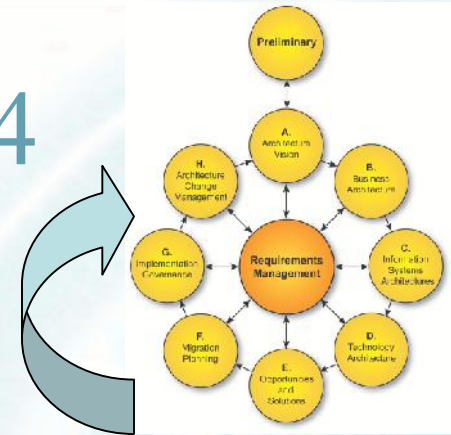 4
Preliminary
A.
Architecture
Vision
B.
Business
Architecture
C.
Information
Systems
Architectures
D.
Technology
Architecture
E.
Opportunities
and
Solutions
F.
Migration
Planning
G.
Implementation
Governance
H.
Architecture
Change
Management
Requirements
Management